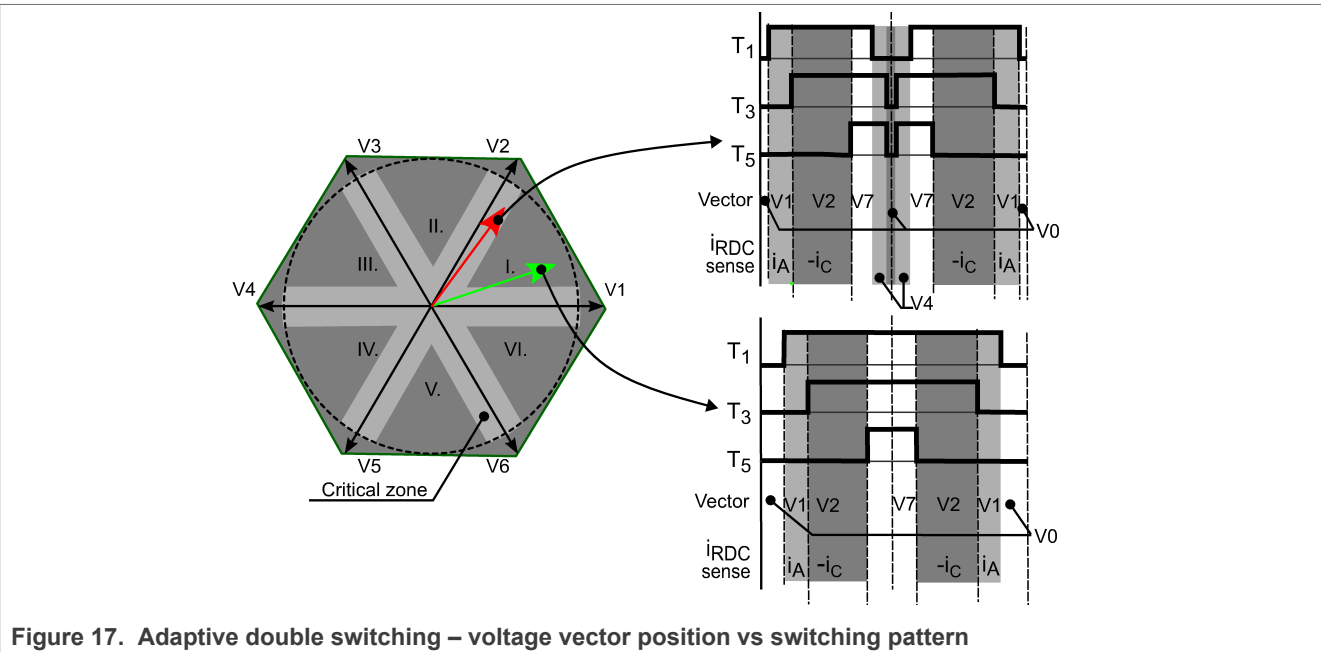 T1
T3
T5
Vector V1 V2 V7 V7 V2 V1
V0
iRDC
sense iA -iC -iC iA
V4
V3 V2
II.
III. I.
V4 V1
IV. VI.
V.
V5 V6
Critical zone
T1
T3
T5
Vector V1 V2 V7 V2 V1
V0
iRDC
sense iA -iC -iC iA
Figure 17. Adaptive double switching – voltage vector position vs switching pattern